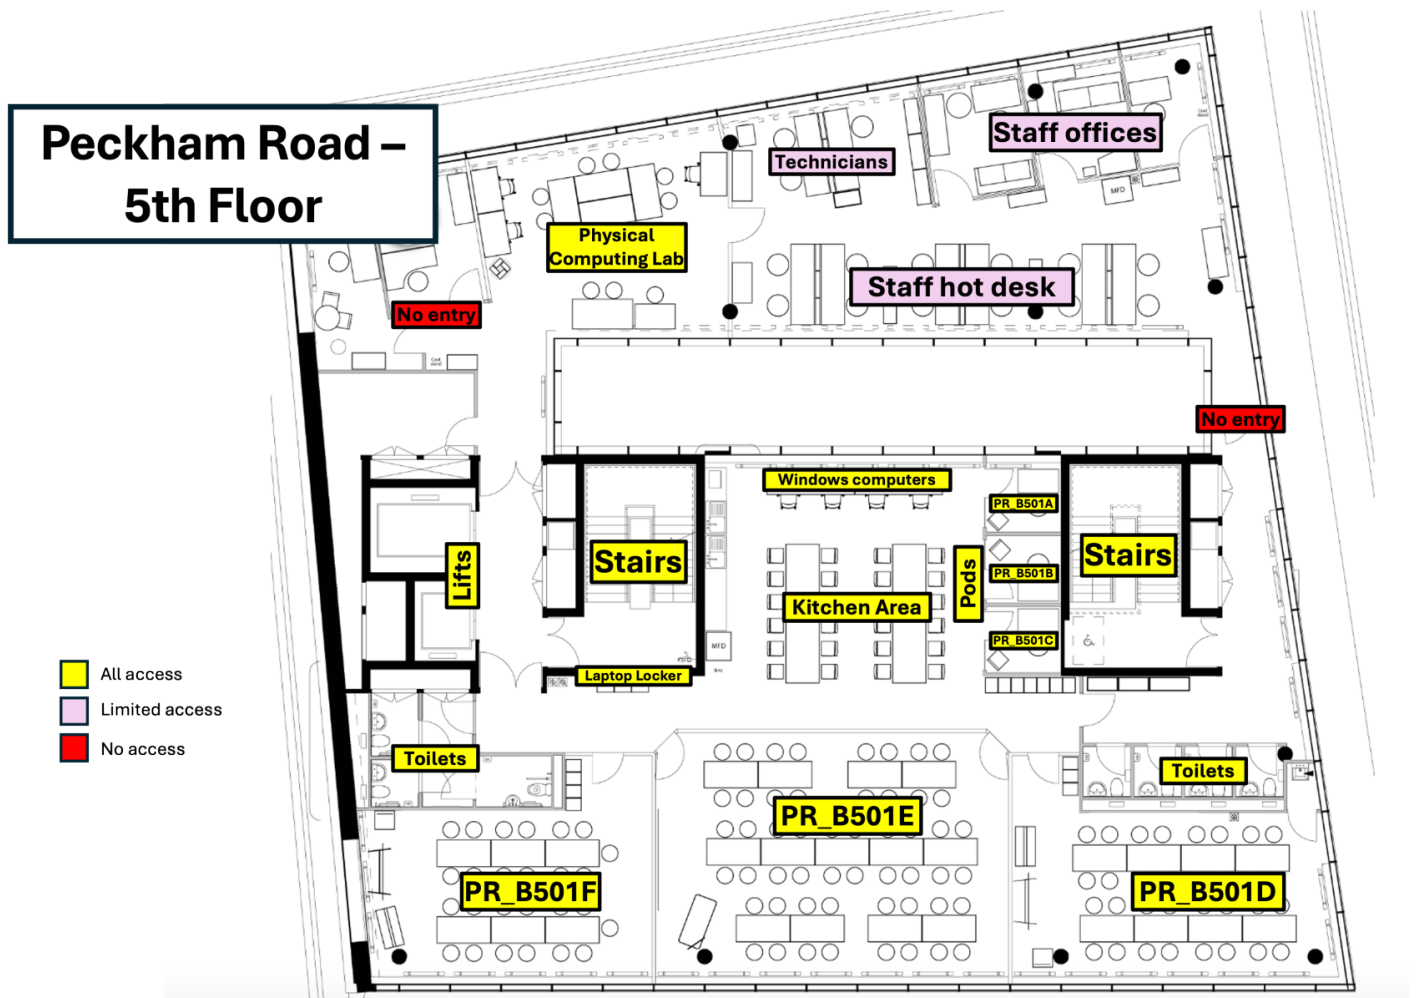 Peckham Road –
5th Floor
Staff offices
Technicians
MFD
Physical
Computing Lab
Staff hot desk
No entry
No entry
Windows computers
PR_B501A
Stairs
Lifts
Pods
PR_B501B
Stairs
Kitchen Area
PR_B501C
MFD
Laptop Locker
All access
Limited access
No access
Toilets
Toilets
PR_B501E
PR_B501F
PR_B501D